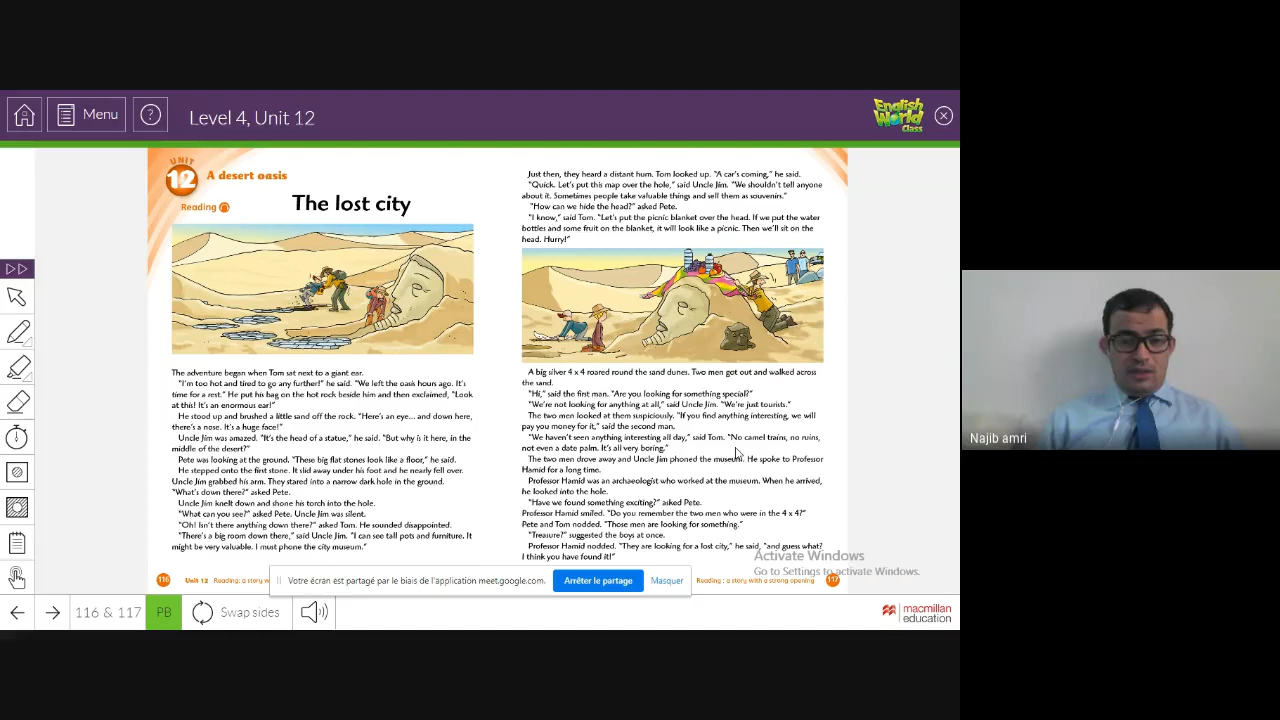 Menu
?
Level 4, Unit 12
English
World
Class
UNIT
12
A desert oasis
Reading
The lost city
The adventure began when Tom sat next to a giant ear.
"I'm too hot and tired to go any further!" he said. "We left the oasis hours ago. It's
time for a rest." He put his bag on the hot rock beside him and then exclaimed, "Look
at this! It's an enormous ear!"
He stood up and brushed a little sand off the rock. "Here's an eye... and down here,
there's a nose. It's a huge face!"
Uncle Jim was amazed. "It's the head of a statue," he said. "But why is it here, in the
middle of the desert?"
Pete was looking at the ground. "These big flat stones look like a floor," he said.
He stepped onto the first stone. It slid away under his foot and he nearly fell over.
Uncle Jim grabbed his arm. They stared into a narrow dark hole in the ground.
"What's down there?" asked Pete.
Uncle Jim knelt down and shone his torch into the hole.
"What can you see?" asked Pete. Uncle Jim was silent.
"Oh! Isn't there anything down there?" asked Tom. He sounded disappointed.
"There's a big room down there," said Uncle Jim. "I can see tall pots and furniture. It
might be very valuable. I must phone the city museum."
116
Unit 12 Reading: a story w
Just then, they heard a distant hum. Tom looked up. "A car's coming," he said.
"Quick. Let's put this map over the hole," said Uncle Jim. "We shouldn't tell anyone
about it. Sometimes people take valuable things and sell them as souvenirs."
"How can we hide the head?" asked Pete.
"I know," said Tom. "Let's put the picnic blanket over the head. If we put the water
bottles and some fruit on the blanket, it will look like a picnic. Then we'll sit on the
head. Hurry!"
A big silver 4 x 4 roared round the sand dunes. Two men got out and walked across
the sand.
"Hi," said the first man. "Are you looking for something special?"
"We're not looking for anything at all," said Uncle Jim. "We're just tourists."
The two men looked at them suspiciously. "If you find anything interesting, we will
pay you money for it," said the second man.
"We haven't seen anything interesting all day," said Tom. "No camel trains, no ruins,
not even a date palm. It's all very boring."
The two men drove away and Uncle Jim phoned the museum. He spoke to Professor
Hamid for a long time.
Professor Hamid was an archaeologist who worked at the museum. When he arrived,
he looked into the hole.
"Have we found something exciting?" asked Pete.
Professor Hamid smiled. "Do you remember the two men who were in the 4 x 4?"
Pete and Tom nodded. "Those men are looking for something."
"Treasure?" suggested the boys at once.
Professor Hamid nodded. "They are looking for a lost city," he said, "and guess what?
I think you have found it!"
Reading : a story with a strong opening
117
Activate Windows
Go to Settings to activate Windows.
Votre écran est partagé par le biais de l'application meet.google.com.
Arrêter le partage
Masquer
116 & 117
PB
Swap sides
macmillan
education
Najib amri